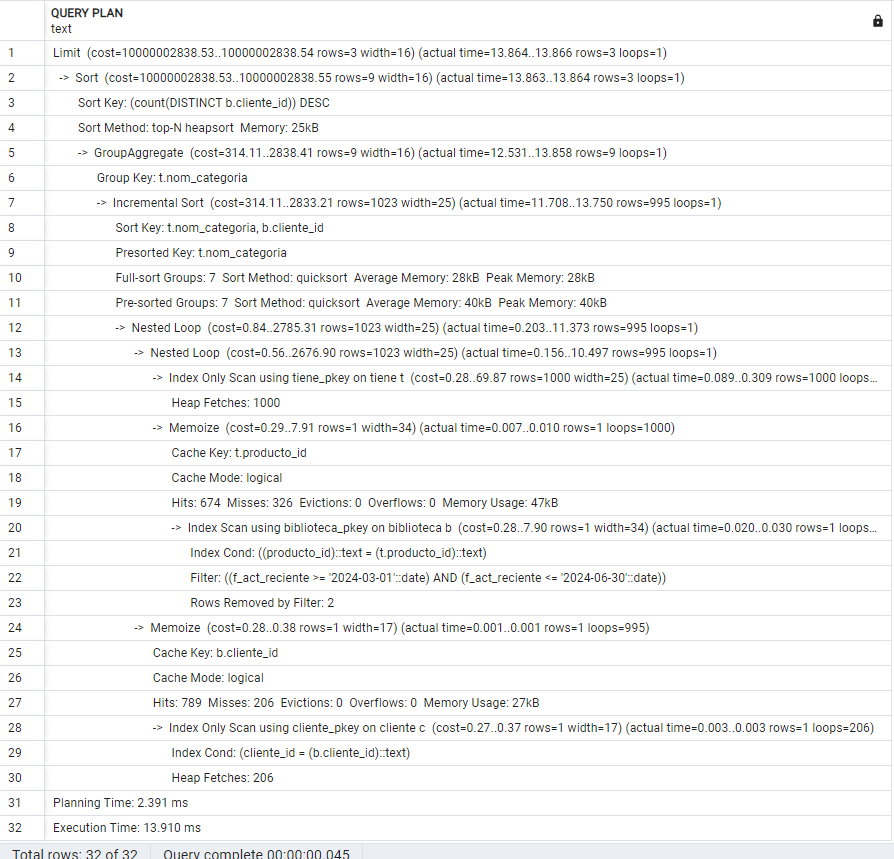 QUERY PLAN
text
1 Limit (cost=10000002838.53..10000002838.54 rows=3 width=16) (actual time=13.864..13.866 rows=3 loops=1)
2 -> Sort (cost=10000002838.53..10000002838.55 rows=9 width=16) (actual time=13.863..13.864 rows=3 loops=1)
3 Sort Key: (count(DISTINCT b.cliente_id)) DESC
4 Sort Method: top-N heapsort Memory: 25kB
5 -> GroupAggregate (cost=314.11..2838.41 rows=9 width=16) (actual time=12.531..13.858 rows=9 loops=1)
6 Group Key: t.nom_categoria
7 -> Incremental Sort (cost=314.11..2833.21 rows=1023 width=25) (actual time=11.708..13.750 rows=995 loops=1)
8 Sort Key: t.nom_categoria, b.cliente_id
9 Presorted Key: t.nom_categoria
10 Full-sort Groups: 7 Sort Method: quicksort Average Memory: 28kB Peak Memory: 28kB
11 Pre-sorted Groups: 7 Sort Method: quicksort Average Memory: 40kB Peak Memory: 40kB
12 -> Nested Loop (cost=0.84..2785.31 rows=1023 width=25) (actual time=0.203..11.373 rows=995 loops=1)
13 -> Nested Loop (cost=0.56..2676.90 rows=1023 width=25) (actual time=0.156..10.497 rows=995 loops=1)
14 -> Index Only Scan using tiene_pkey on tiene t (cost=0.28..69.87 rows=1000 width=25) (actual time=0.089..0.309 rows=1000 loops...
15 Heap Fetches: 1000
16 -> Memoize (cost=0.29..7.91 rows=1 width=34) (actual time=0.007..0.010 rows=1 loops=1000)
17 Cache Key: t.producto_id
18 Cache Mode: logical
19 Hits: 674 Misses: 326 Evictions: 0 Overflows: 0 Memory Usage: 47kB
20 -> Index Scan using biblioteca_pkey on biblioteca b (cost=0.28..7.90 rows=1 width=34) (actual time=0.020..0.030 rows=1 loops...
21 Index Cond: ((producto_id)::text = (t.producto_id)::text)
22 Filter: ((f_act_reciente >= '2024-03-01'::date) AND (f_act_reciente <= '2024-06-30'::date))
23 Rows Removed by Filter: 2
24 -> Memoize (cost=0.28..0.38 rows=1 width=17) (actual time=0.001..0.001 rows=1 loops=995)
25 Cache Key: b.cliente_id
26 Cache Mode: logical
27 Hits: 789 Misses: 206 Evictions: 0 Overflows: 0 Memory Usage: 27kB
28 -> Index Only Scan using cliente_pkey on cliente c (cost=0.27..0.37 rows=1 width=17) (actual time=0.003..0.003 rows=1 loops=206)
29 Index Cond: (cliente_id = (b.cliente_id)::text)
30 Heap Fetches: 206
31 Planning Time: 2.391 ms
32 Execution Time: 13.910 ms
Total rows: 32 of 32 Query complete 00:00:00.045